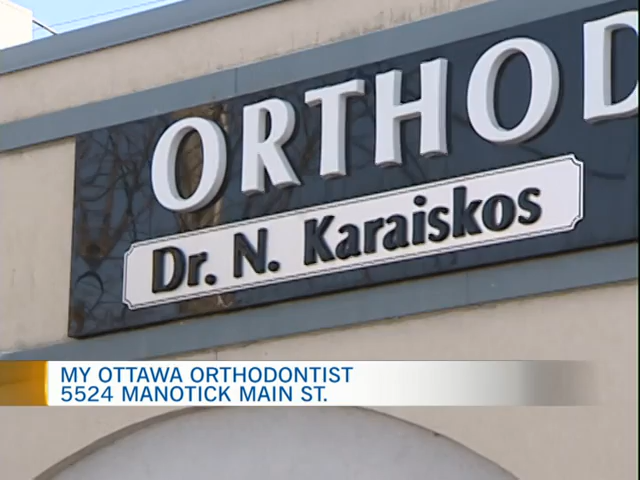 ORTHOD
Dr. N. Karaiskos
MY OTTAWA ORTHODONTIST
5524 MANOTICK MAIN ST.